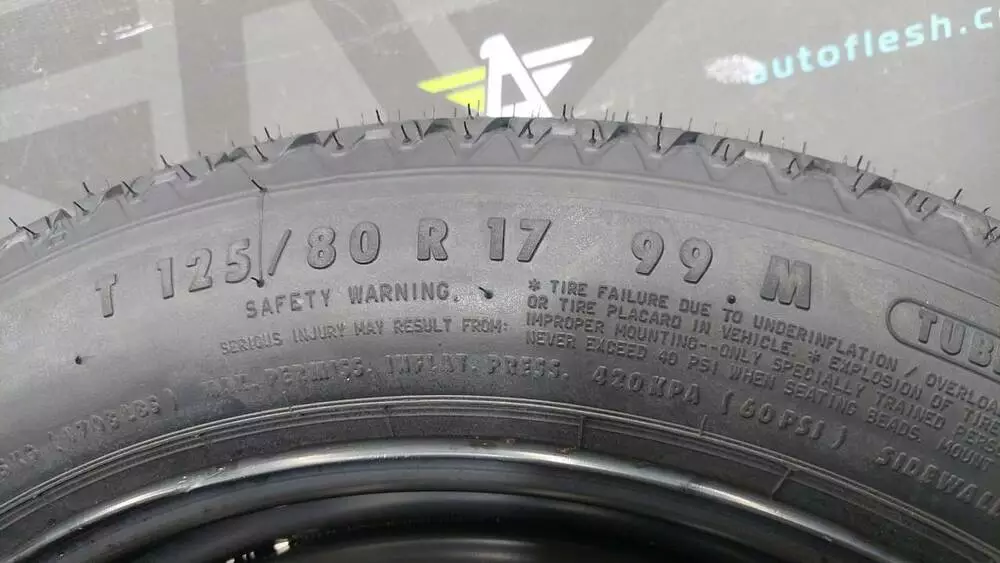 autoflesh.c
T 125/80 R 17 99 M
TUB
SAFETY WARNING.
SERIOUS INJURY MAY RESULT FROM:
* TIRE FAILURE DUE TO UNDERINFLATION / OVERLOA
OR TIRE PLACARD IN VEHICLE. * EXPLOSION OF TIRE
IMPROPER MOUNTING--ONLY SPECIALLY TRAINED PERS
NEVER EXCEED 40 PSI WHEN SEATING BEADS. MOUNT
MAX. PERMISS. INFLAT. PRESS. 420KPA (60PSI) SIDEWALL